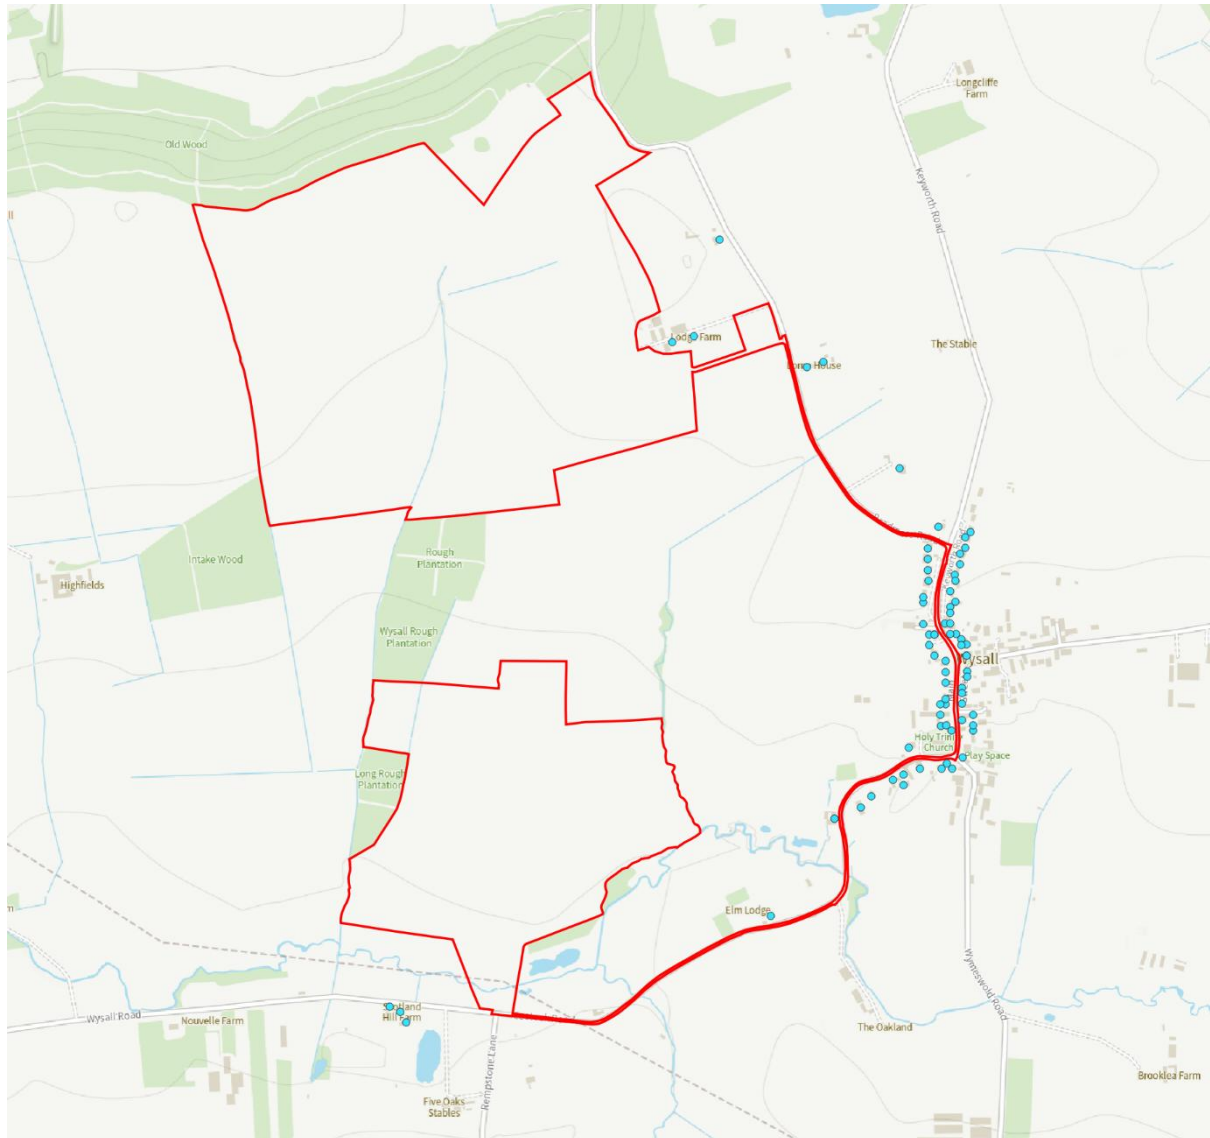 Longcliffe
Farm
Old Wood
Keyworth Road
ll
Lodge Farm
The Stable
House
Rough
Plantation
Intake Wood
Highfields
Wysall Rough
Plantation
Wysall
Holy Trinity
Church
Play Space
Long Rough
Plantation
Elm Lodge
m
Wymeswold Road
Scotland
Hill Farm
Wysall Road
Nouvelle Farm
The Oakland
Rempstone Lane
Brooklea Farm
Five Oaks
Stables